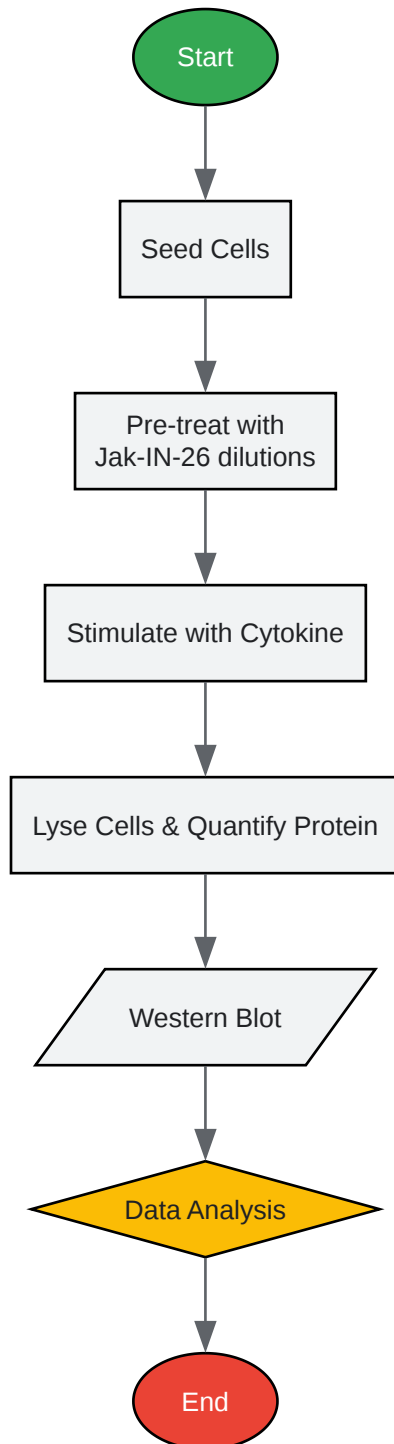 Start
Seed Cells
Pre-treat with
Jak-IN-26 dilutions
Stimulate with Cytokine
Lyse Cells & Quantify Protein
Western Blot
Data Analysis
End